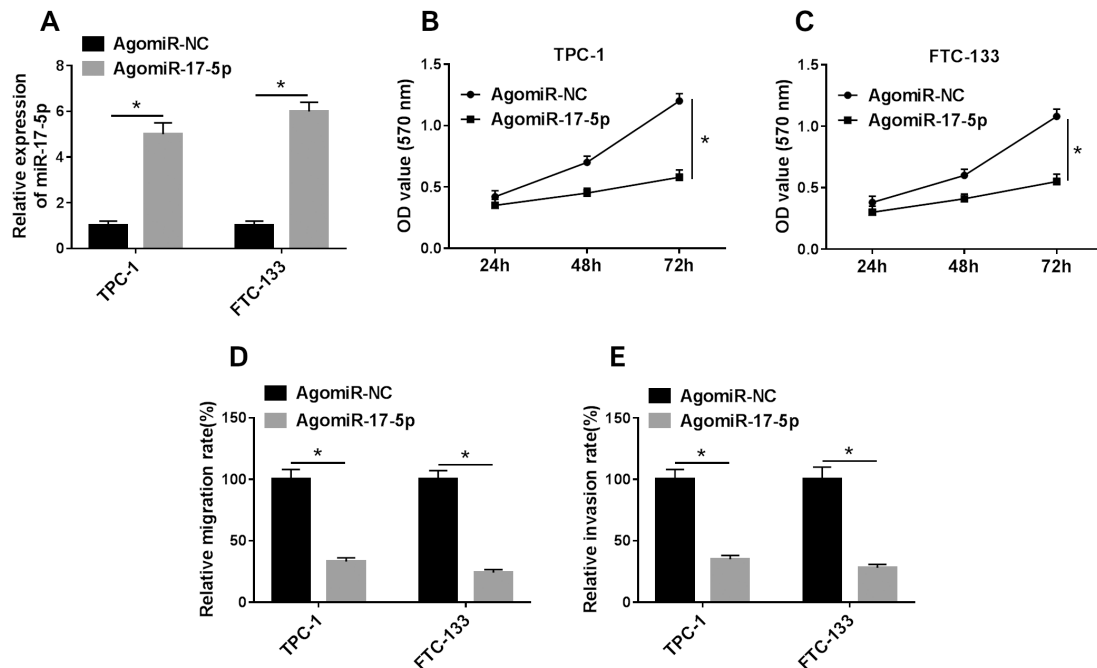 A
AgomiR-NC
AgomiR-17-5p
Relative expression
of miR-17-5p
8
6
4
2
0
*
*
TPC-1
FTC-133
B
TPC-1
OD value (570 nm)
1.5
1.0
0.5
0.0
AgomiR-NC
AgomiR-17-5p
*
24h
48h
72h
C
FTC-133
OD value (570 nm)
1.5
1.0
0.5
0.0
AgomiR-NC
AgomiR-17-5p
*
24h
48h
72h
D
AgomiR-NC
AgomiR-17-5p
Relative migration rate(%)
150
100
50
0
*
*
TPC-1
FTC-133
E
AgomiR-NC
AgomiR-17-5p
Relative invasion rate(%)
150
100
50
0
*
*
TPC-1
FTC-133